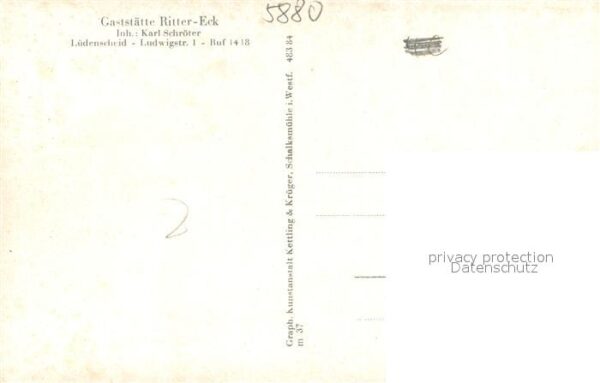 Gaststätte Ritter-Eck
Inh.: Karl Schröter
Lüdenscheid - Ludwigstr. 1 - Ruf 1418
5880
2
Graph. Kunstanstalt Kettling & Krüger, Schalksmühle i. Westf. 483 84
m 37
privacy protection
Datenschutz